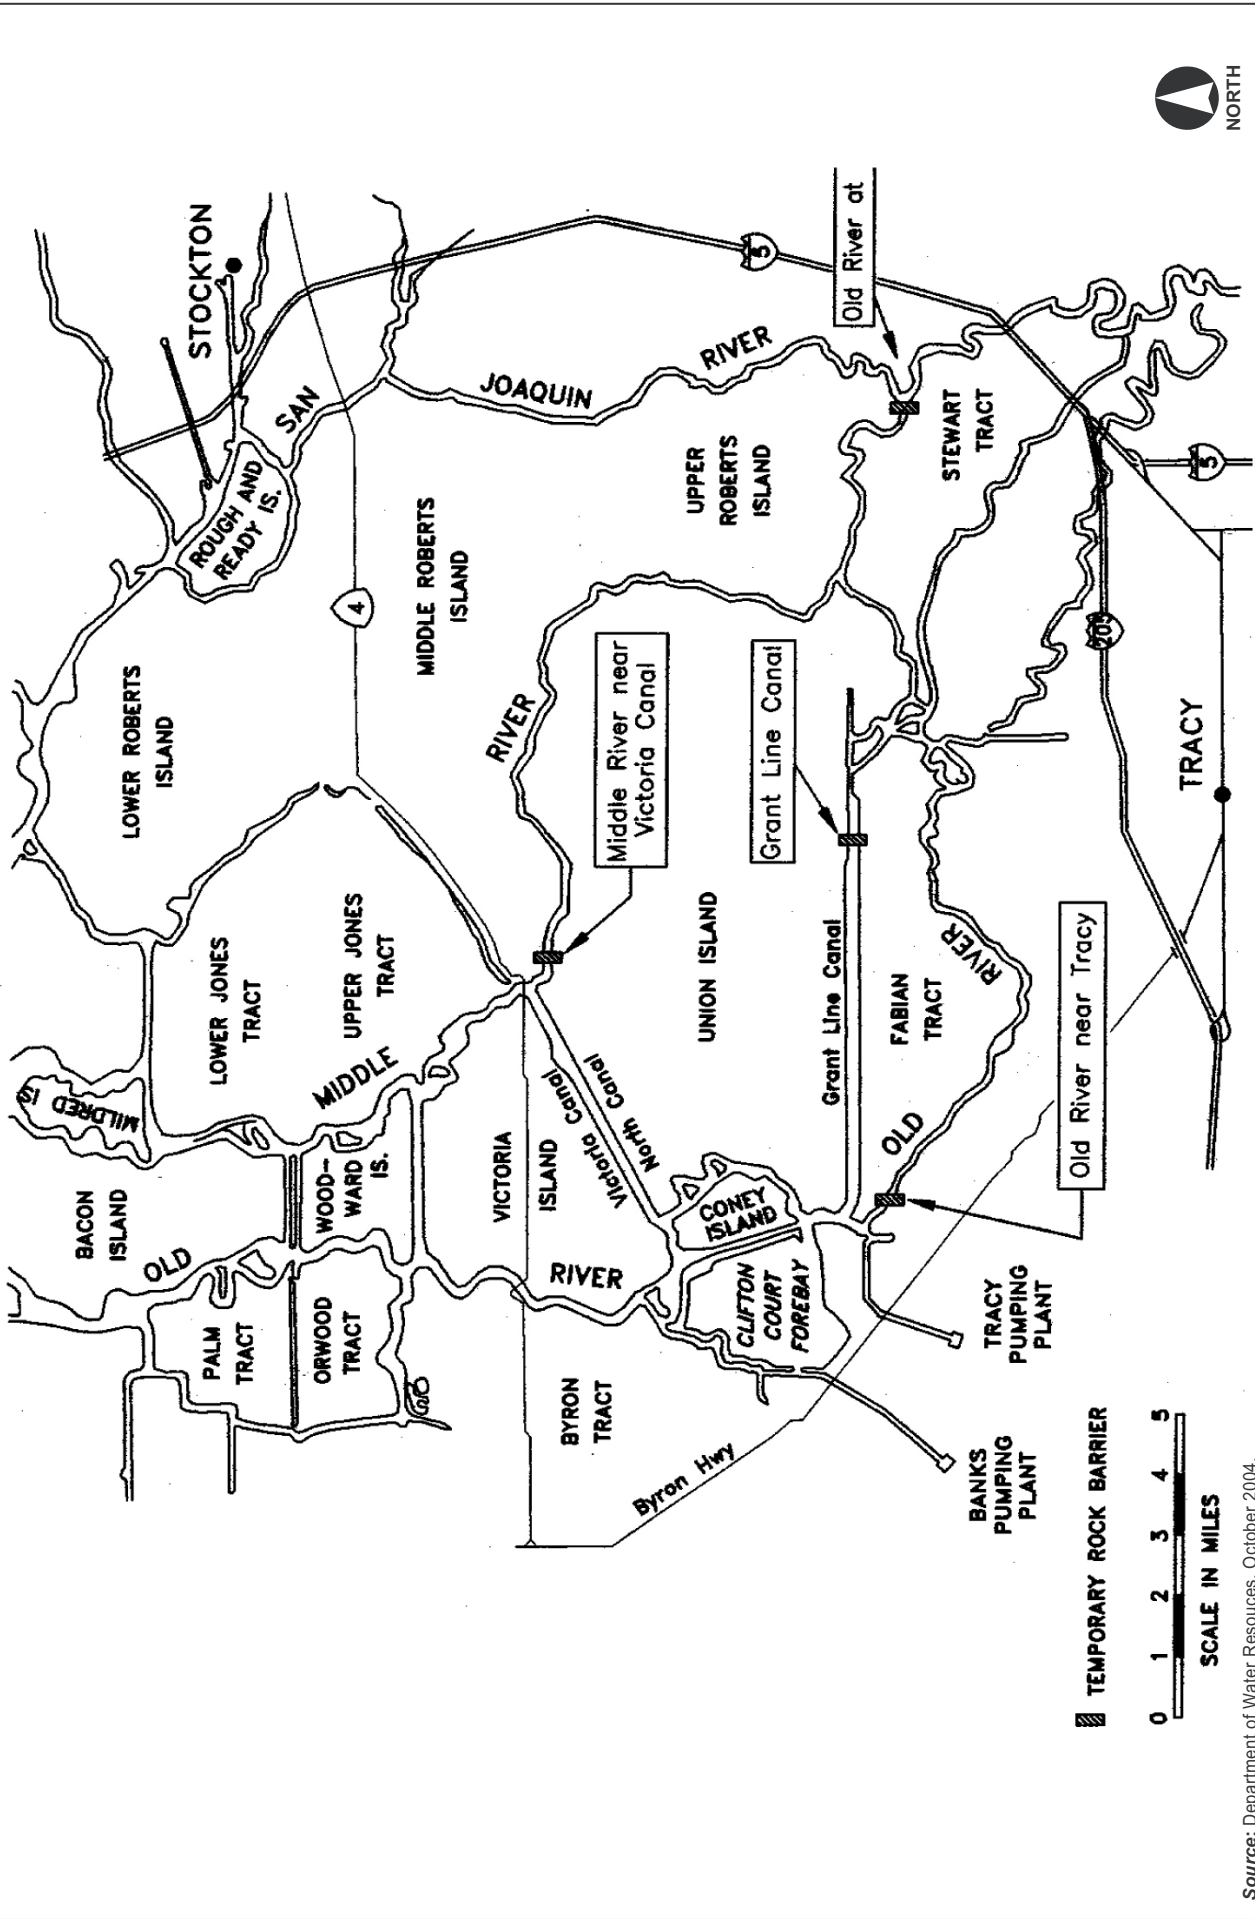 NORTH
STOCKTON
SAN
JOAQUIN
RIVER
5
Old River at
ROUGH AND
READY IS.
4
MIDDLE ROBERTS
ISLAND
UPPER
ROBERTS
ISLAND
STEWART
TRACT
5
205
LOWER ROBERTS
ISLAND
RIVER
Middle River near
Victoria Canal
Grant Line Canal
TRACY
LOWER JONES
TRACT
UPPER JONES
TRACT
MIDDLE
UNION ISLAND
Grant Line Canal
FABIAN
TRACT
RIVER
OLD
Old River near Tracy
MILDRED IS
BACON
ISLAND
WOOD-
WARD
IS.
VICTORIA
ISLAND
Victoria Canal
North Canal
CONEY
ISLAND
OLD
RIVER
PALM
TRACT
ORWOOD
TRACT
CLIFTON
COURT
FOREBAY
TRACY
PUMPING
PLANT
BYRON
TRACT
Byron Hwy
BANKS
PUMPING
PLANT
TEMPORARY ROCK BARRIER
0 1 2 3 4 5
SCALE IN MILES
Source: Department of Water Resouces, October 2004.